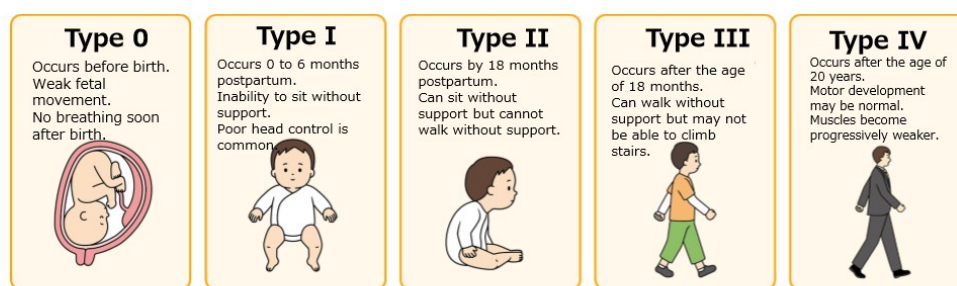 Type 0
Occurs before birth.
Weak fetal
movement.
No breathing soon
after birth.
Type I
Occurs 0 to 6 months
postpartum.
Inability to sit without
support.
Poor head control is
common.
Type II
Occurs by 18 months
postpartum.
Can sit without
support but cannot
walk without support.
Type III
Occurs after the age
of 18 months.
Can walk without
support but may not
be able to climb
stairs.
Type IV
Occurs after the age of
20 years.
Motor development
may be normal.
Muscles become
progressively weaker.